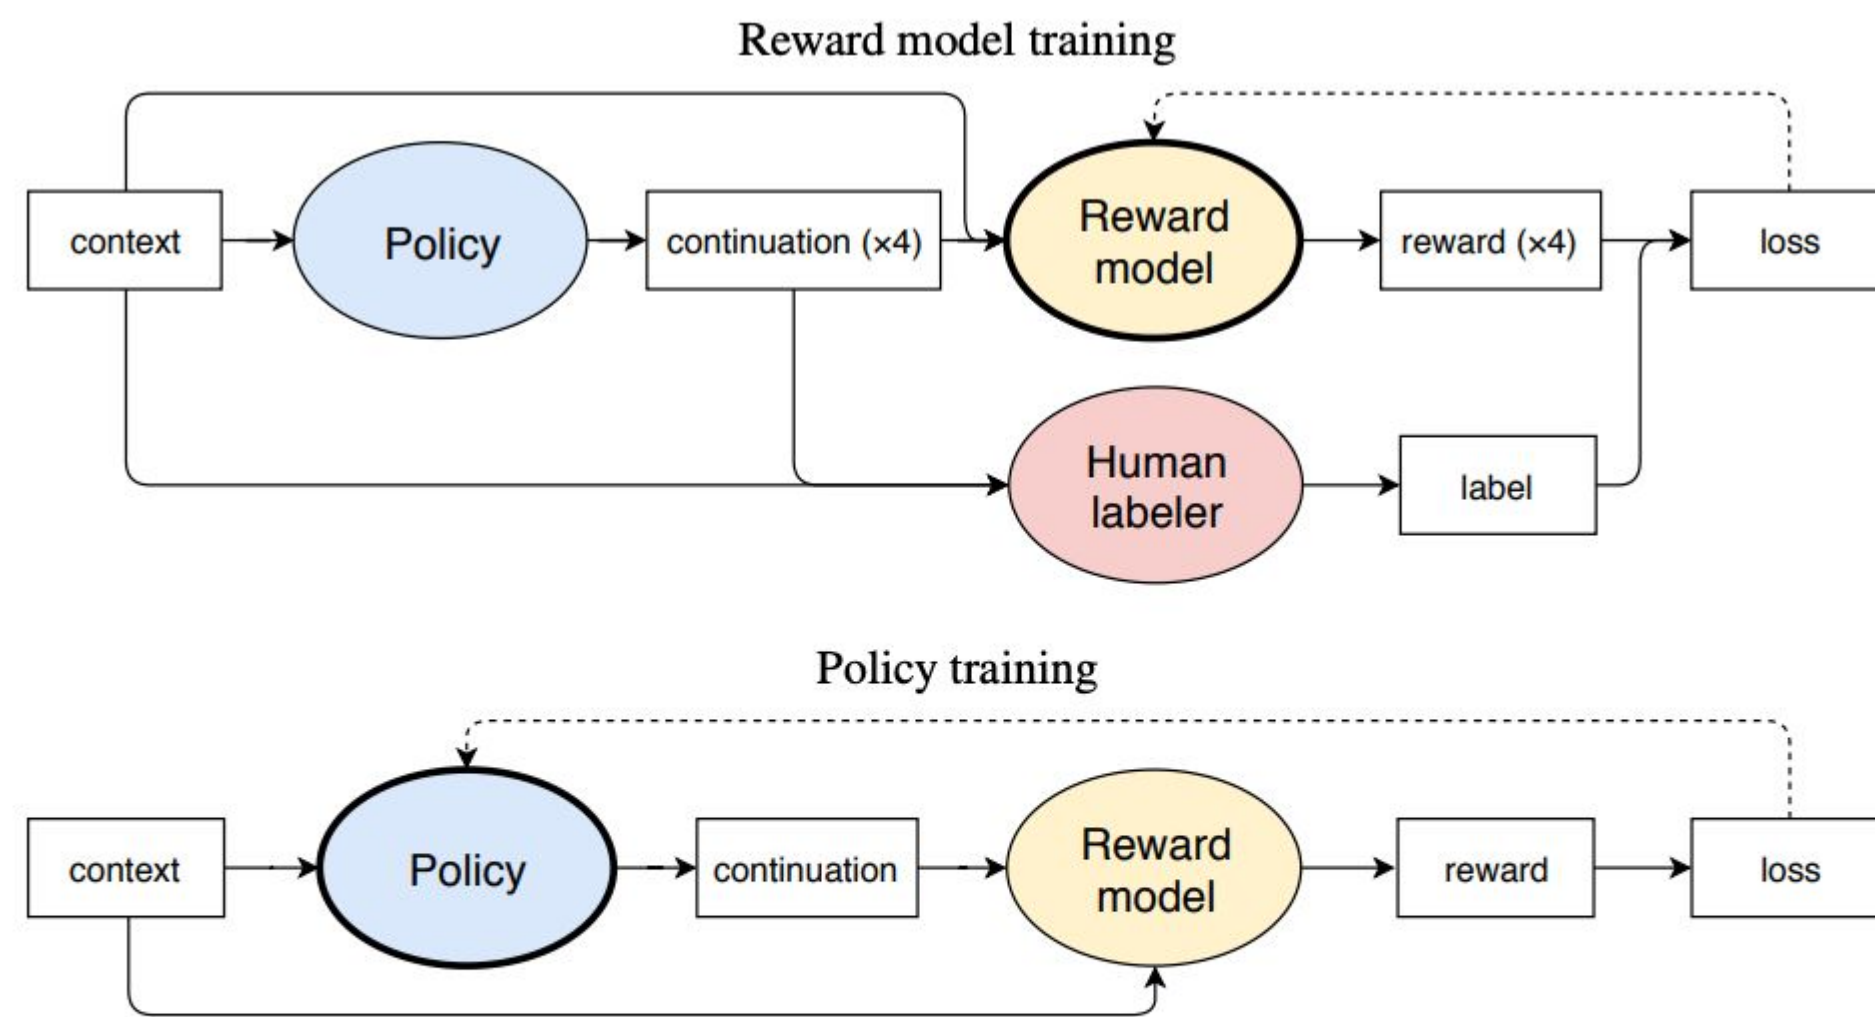 Reward model training
context
Policy
continuation (×4)
Reward
model
reward (×4)
loss
Human
labeler
label
Policy training
context
Policy
continuation
Reward
model
reward
loss